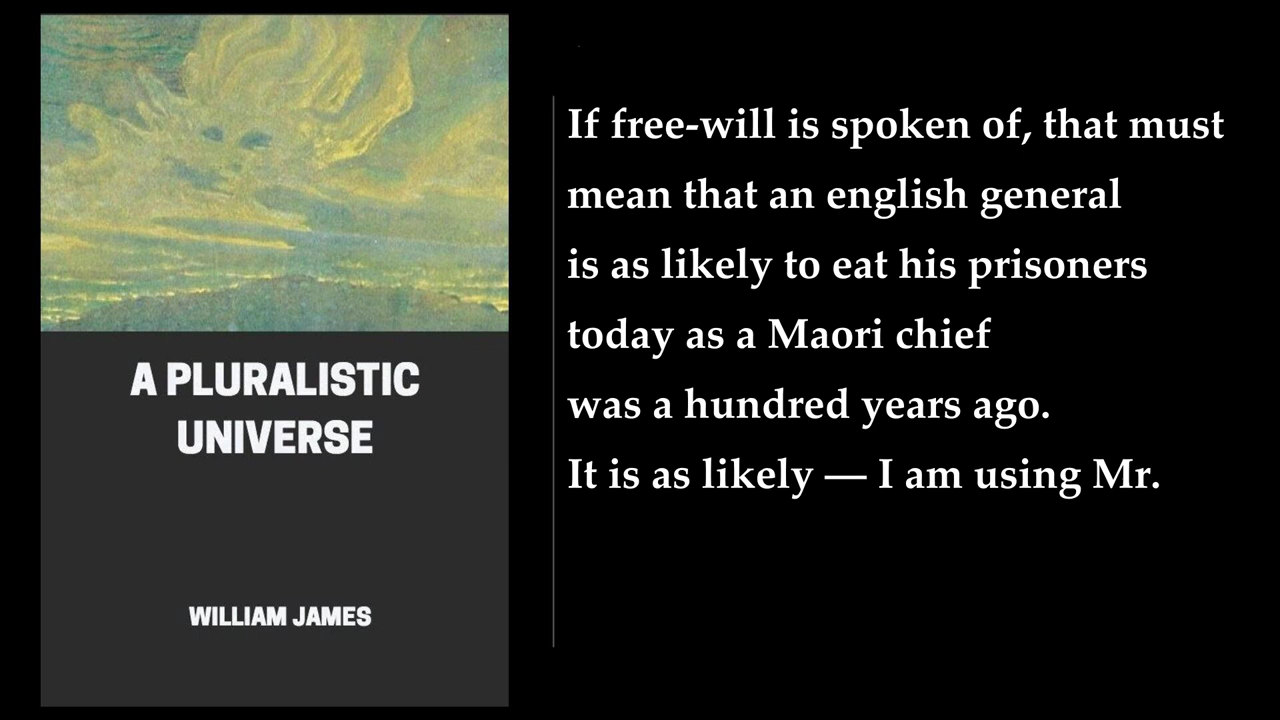 A PLURALISTIC
UNIVERSE
WILLIAM JAMES
If free-will is spoken of, that must
mean that an english general
is as likely to eat his prisoners
today as a Maori chief
was a hundred years ago.
It is as likely — I am using Mr.